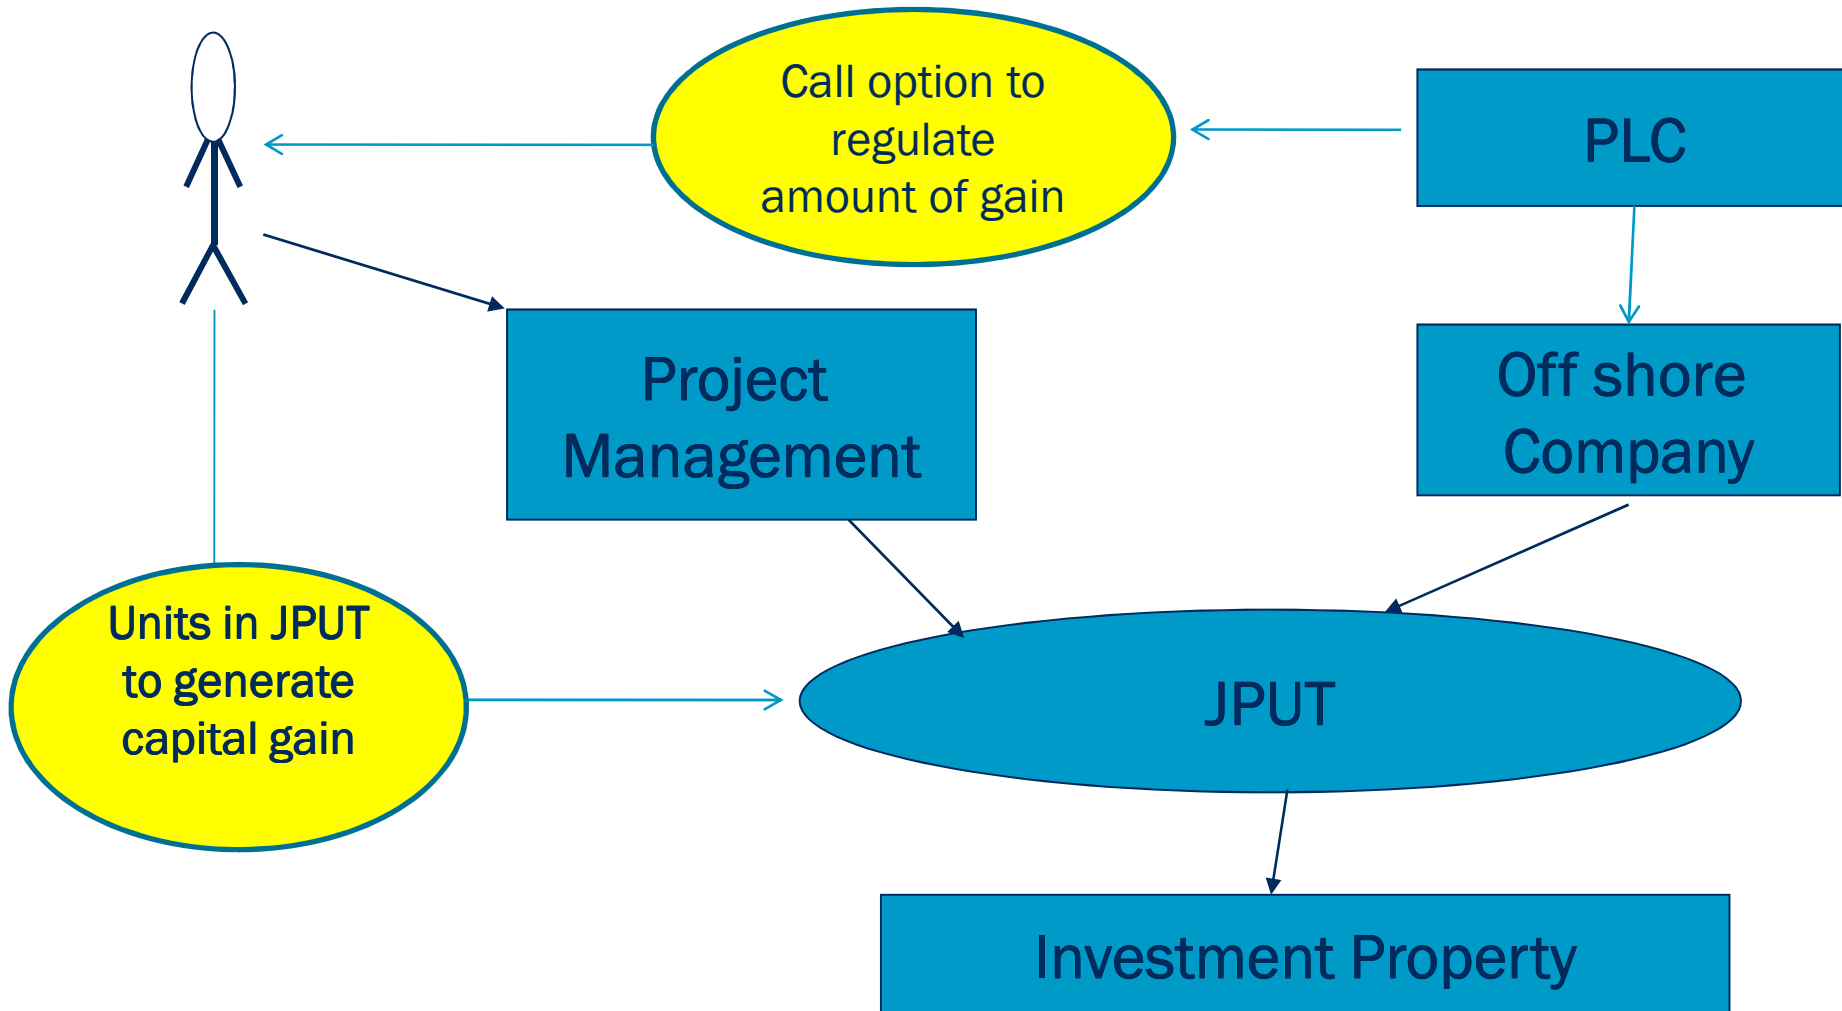 Call option to
regulate
amount of gain
PLC
Project
Management
Off shore
Company
Units in JPUT
to generate
capital gain
JPUT
Investment Property